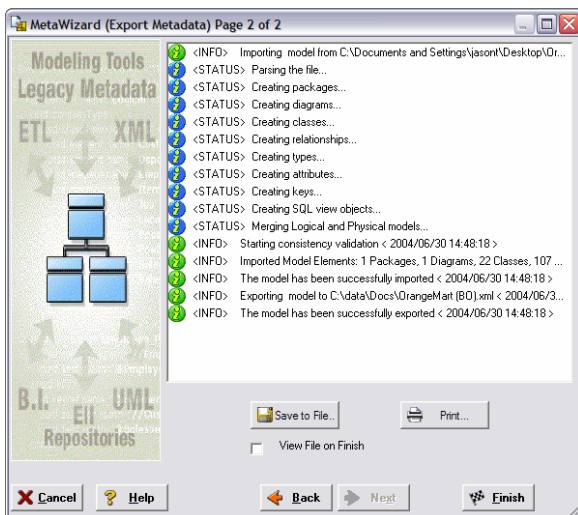 MetaWizard (Export Metadata) Page 2 of 2
Modeling Tools
Legacy Metadata
ETL XML
B.I. EII UML
Repositories
<INFO> Importing model from C:\Documents and Settings\jasont\Desktop\Or...
<STATUS> Parsing the file...
<STATUS> Creating packages...
<STATUS> Creating diagrams...
<STATUS> Creating classes...
<STATUS> Creating relationships...
<STATUS> Creating types...
<STATUS> Creating attributes...
<STATUS> Creating keys...
<STATUS> Creating SQL view objects...
<STATUS> Merging Logical and Physical models...
<INFO> Starting consistency validation < 2004/06/30 14:48:18 >
<INFO> Imported Model Elements: 1 Packages, 1 Diagrams, 22 Classes, 107 ...
<INFO> The model has been successfully imported < 2004/06/30 14:48:18 >
<INFO> Exporting model to C:\data\Docs\OrangeMart (BO).xml < 2004/06/3...
<INFO> The model has been successfully exported < 2004/06/30 14:48:18 >
Save to File.. Print...
View File on Finish
Cancel Help Back Next Finish